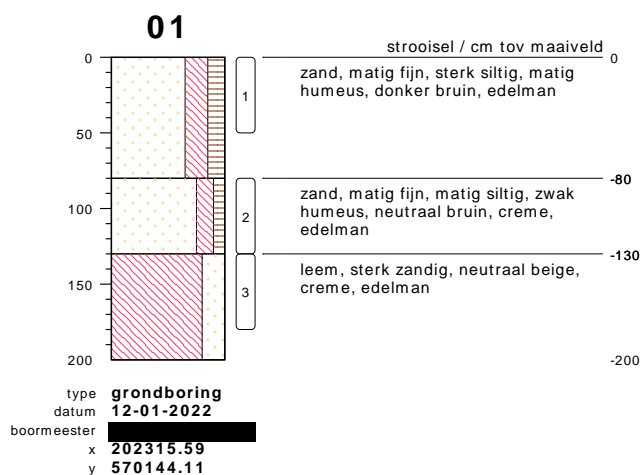 01
strooisel / cm tov maaiveld
0
0
zand, matig fijn, sterk siltig, matig
humeus, donker bruin, edelman
1
50
-80
zand, matig fijn, matig siltig, zwak
humeus, neutraal bruin, creme,
edelman
100
2
-130
leem, sterk zandig, neutraal beige,
creme, edelman
150
3
200
-200
type grondboring
datum 12-01-2022
boormeester
x 202315.59
y 570144.11